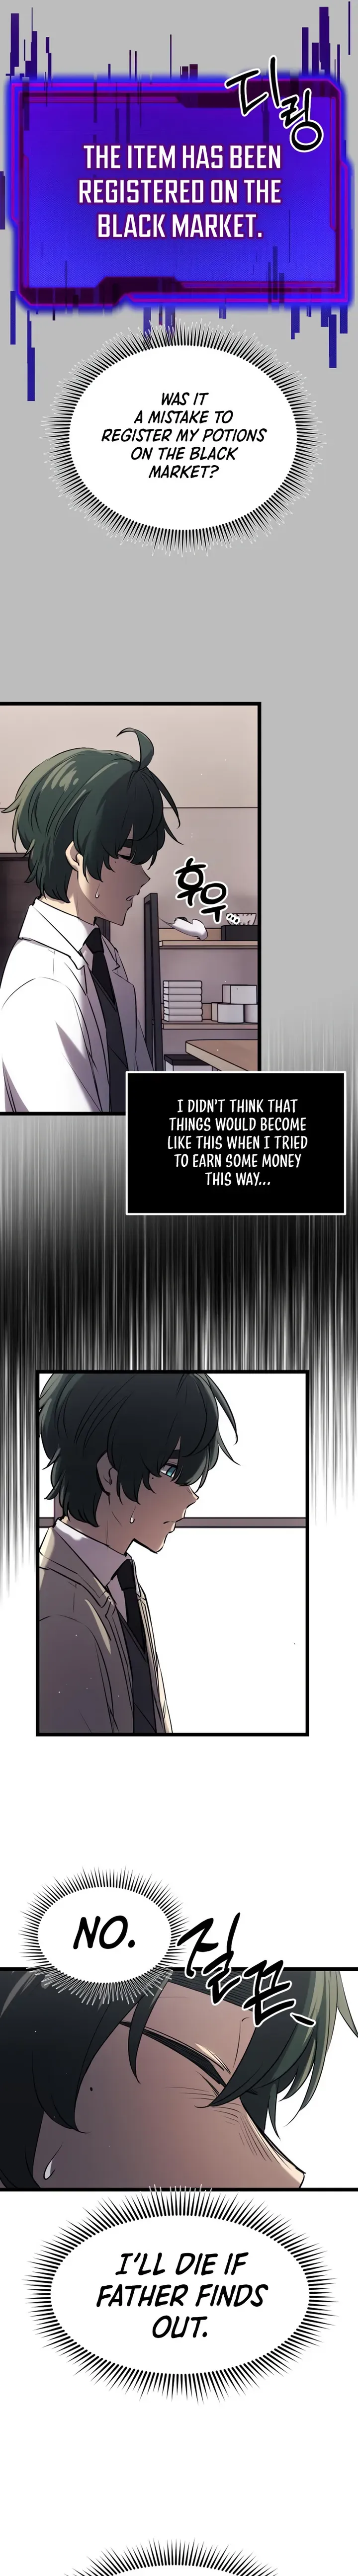 띠링
THE ITEM HAS BEEN
REGISTERED ON THE
BLACK MARKET.
WAS IT
A MISTAKE TO
REGISTER MY POTIONS
ON THE BLACK
MARKET?
후우
I DIDN'T THINK THAT
THINGS WOULD BECOME
LIKE THIS WHEN I TRIED
TO EARN SOME MONEY
THIS WAY...
NO.
질끈
I'LL DIE IF
FATHER FINDS
OUT.